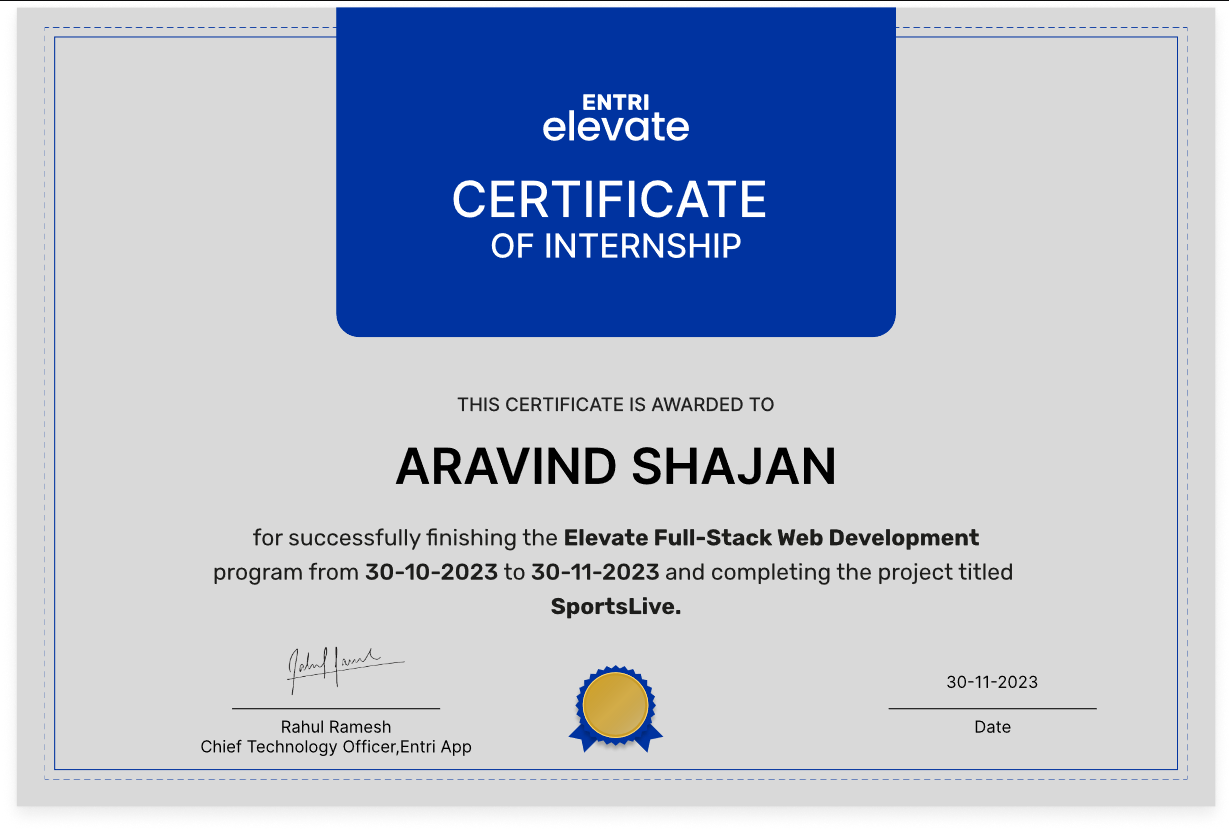 ENTRI
elevate
CERTIFICATE
OF INTERNSHIP
THIS CERTIFICATE IS AWARDED TO
ARAVIND SHAJAN
for successfully finishing the Elevate Full-Stack Web Development
program from 30-10-2023 to 30-11-2023 and completing the project titled
SportsLive.
30-11-2023
Rahul Ramesh
Chief Technology Officer,Entri App
Date